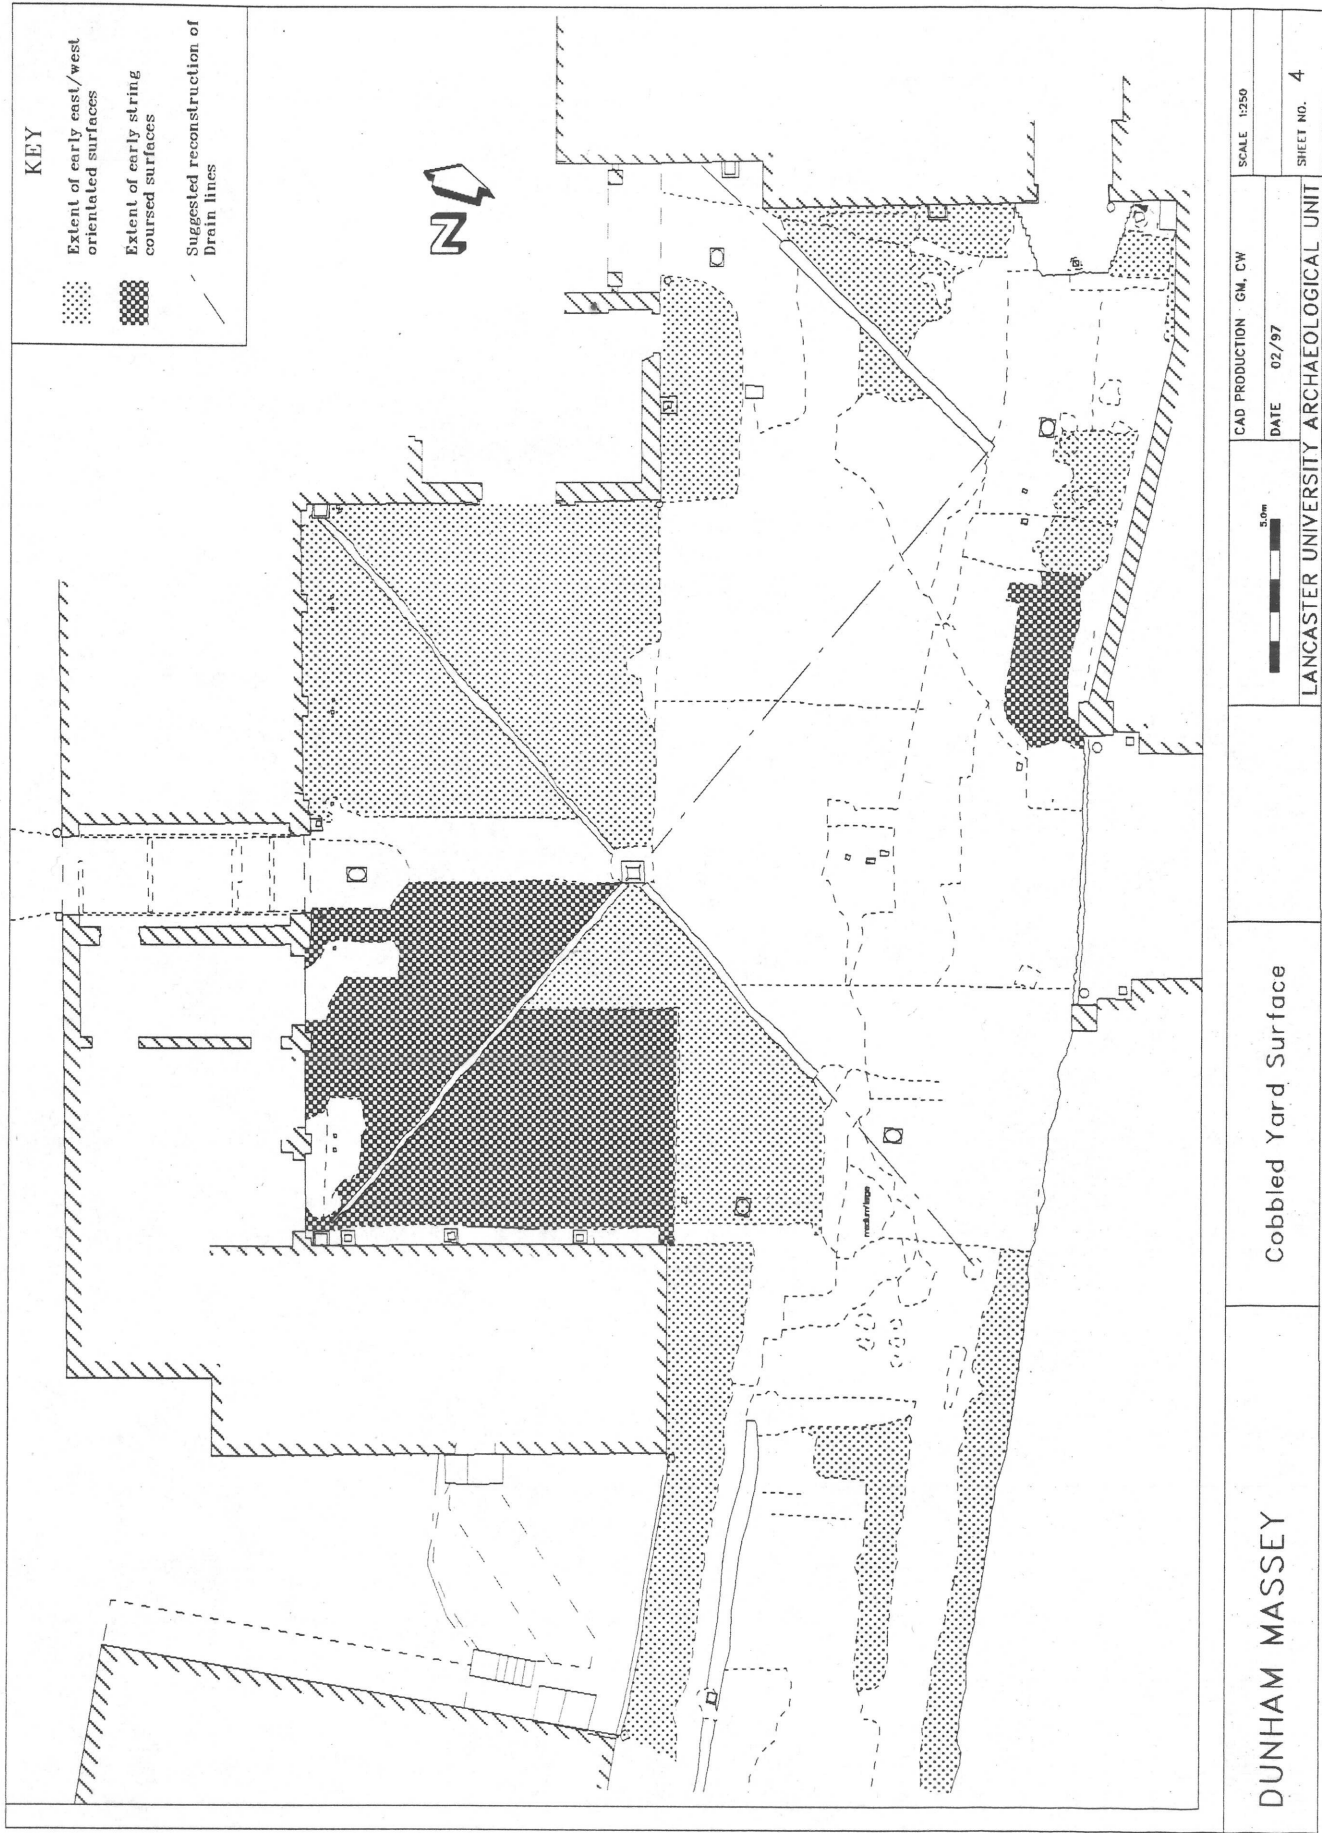 KEY
Extent of early east/west
orientated surfaces
Extent of early string
coursed surfaces
Suggested reconstruction of
Drain lines
N
medium/large
DUNHAM MASSEY
Cobbled Yard Surface
5.0m
CAD PRODUCTION GM, CW
SCALE 1:250
DATE 02/97
LANCASTER UNIVERSITY ARCHAEOLOGICAL UNIT
SHEET NO. 4